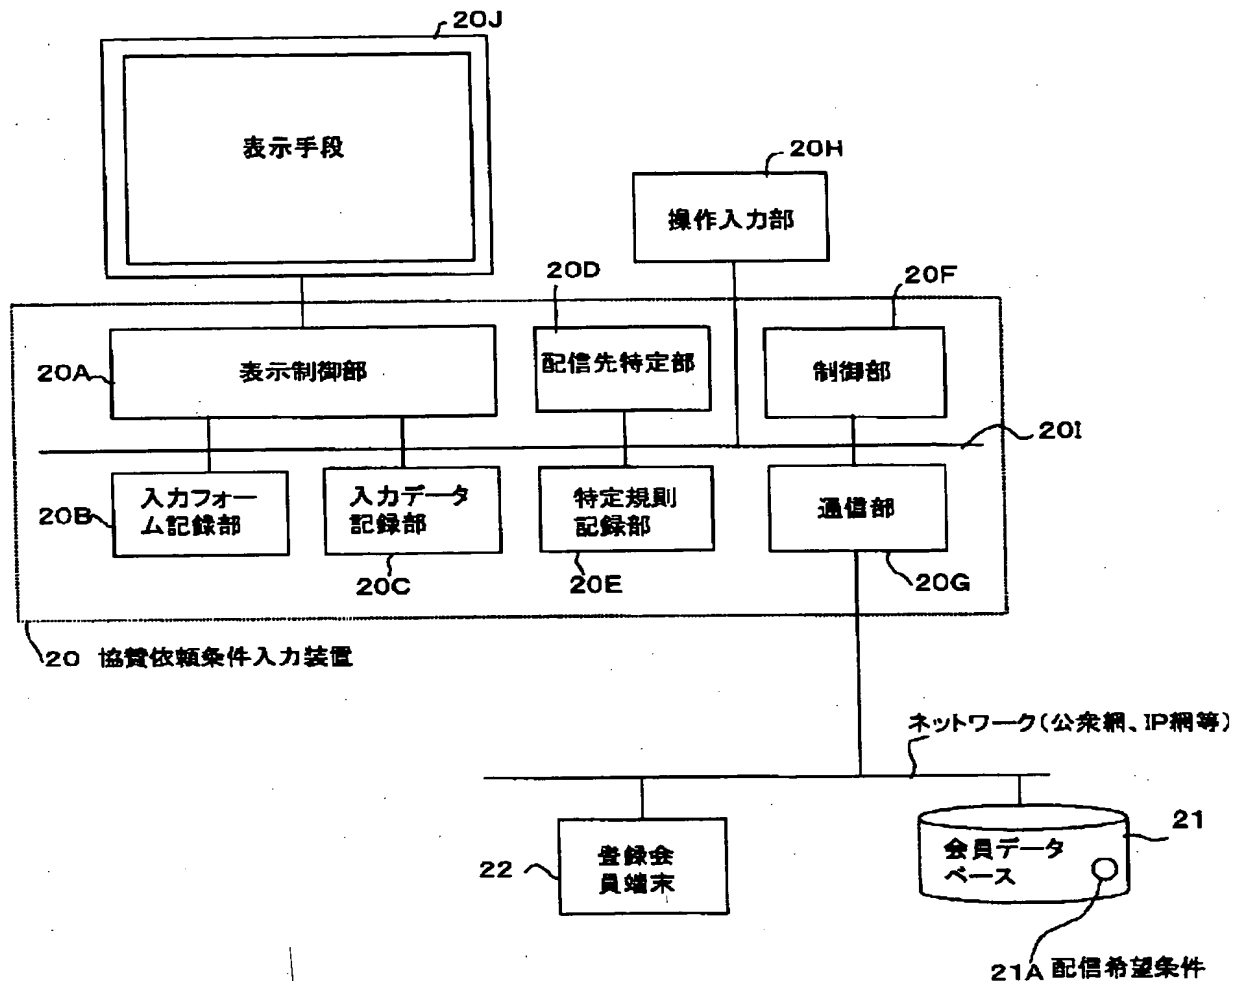 20J
表示手段
20H
操作入力部
20D
20F
20A
表示制御部
配信先特定部
制御部
20I
20B
入力フォー
ム記録部
入力データ
記録部
特定規則
記録部
通信部
20C
20E
20G
20 協賛依頼条件入力装置
ネットワーク(公衆網、IP網等)
22
登録会
員端末
会員データ
ベース
21
21A 配信希望条件